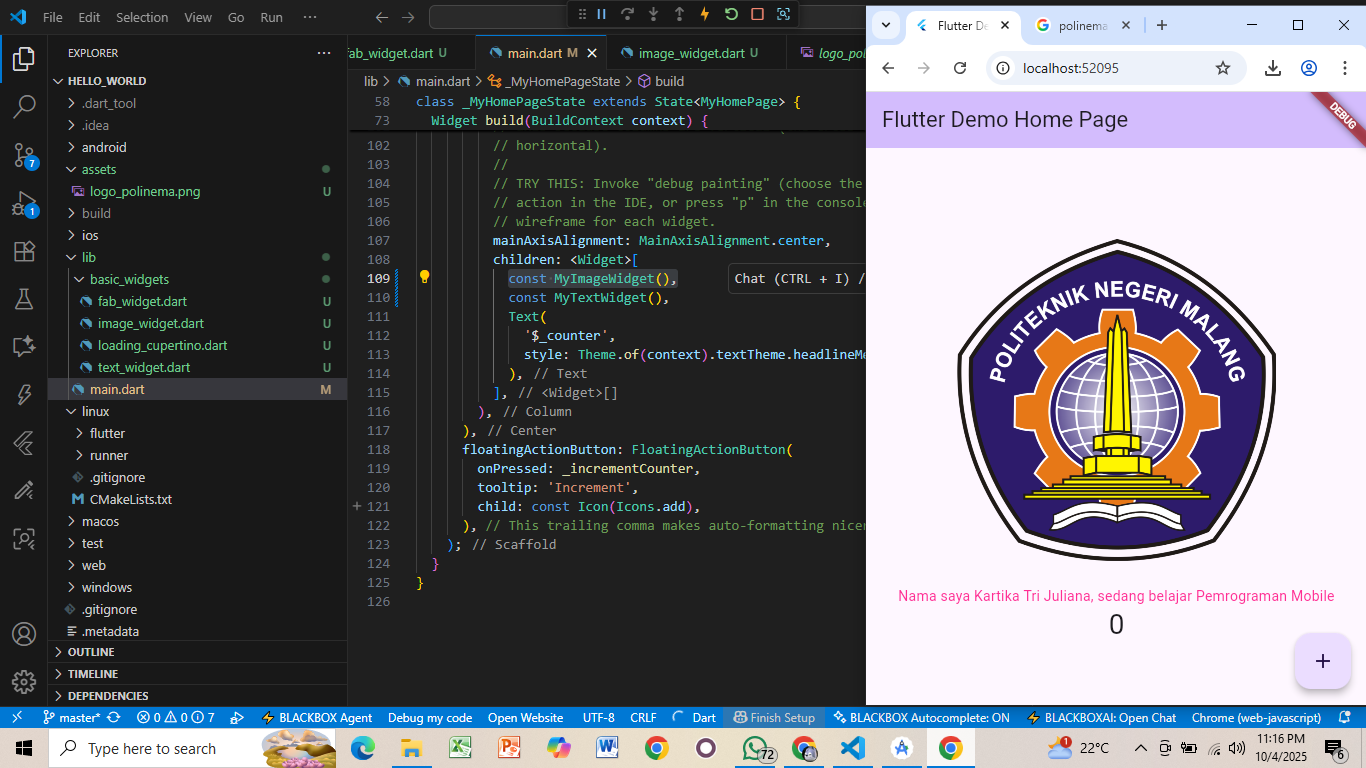 File Edit Selection View Go Run ···
EXPLORER ···
HELLO_WORLD
.dart_tool
.idea
android
assets
logo_polinema.png U
build
ios
lib
basic_widgets
fab_widget.dart U
image_widget.dart U
loading_cupertino.dart U
text_widget.dart U
main.dart M
linux
flutter
runner
.gitignore
CMakeLists.txt
macos
test
web
windows
.gitignore
.metadata
OUTLINE
TIMELINE
DEPENDENCIES
7
1
fab_widget.dart U
main.dart M
image_widget.dart U
logo_poli
lib > main.dart > _MyHomePageState > build
58 class _MyHomePageState extends State<MyHomePage> {
73 Widget build(BuildContext context) {
102 // horizontal).
103 //
104 // TRY THIS: Invoke "debug painting" (choose the
105 // action in the IDE, or press "p" in the console
106 // wireframe for each widget.
107 mainAxisAlignment: MainAxisAlignment.center,
108 children: <Widget>[
109 const MyImageWidget(), Chat (CTRL + I) /
110 const MyTextWidget(),
111 Text(
112 '$_counter',
113 style: Theme.of(context).textTheme.headlineMe
114 ), // Text
115 ], // <Widget>[]
116 ), // Column
117 ), // Center
118 floatingActionButton: FloatingActionButton(
119 onPressed: _incrementCounter,
120 tooltip: 'Increment',
121 child: const Icon(Icons.add),
122 ), // This trailing comma makes auto-formatting nicer
123 ); // Scaffold
124 }
125 }
126
Flutter De
polinema
localhost:52095
Flutter Demo Home Page
DEBUG
POLITEKNIK NEGERI MALANG
Nama saya Kartika Tri Juliana, sedang belajar Pemrograman Mobile
0
+
master* 0 0 7 BLACKBOX Agent Debug my code Open Website UTF-8 CRLF Dart Finish Setup BLACKBOX Autocomplete: ON BLACKBOXAI: Open Chat Chrome (web-javascript)
Type here to search
72
1
22°C
11:16 PM
10/4/2025
6